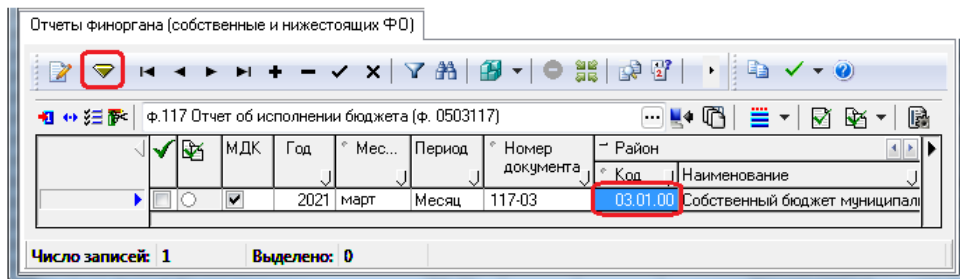 Отчеты финоргана (собственные и нижестоящих ФО)
ф.117 Отчет об исполнении бюджета (ф. 0503117)
МДК Год Мес... Период Номер документа Район
Код Наименование
2021 март Месяц 117-03 03.01.00 Собственный бюджет муниципал
Число записей: 1 Выделено: 0